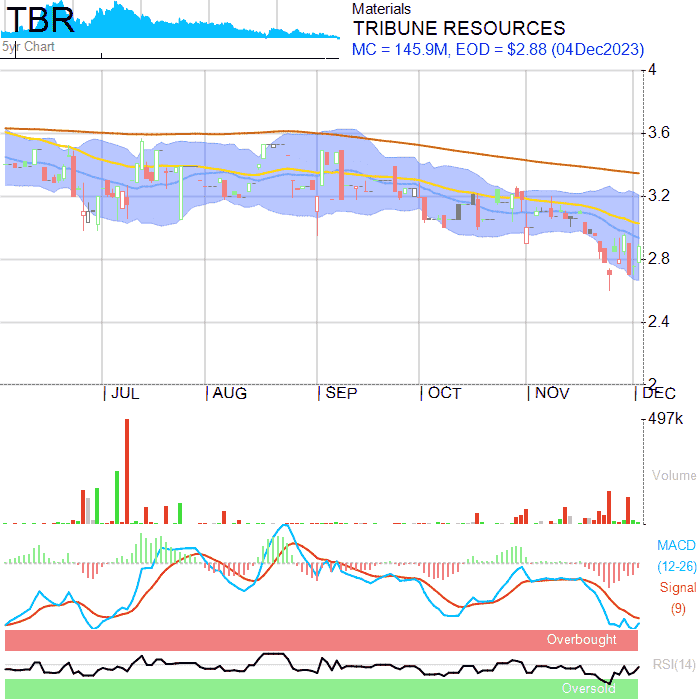 TBR
Materials
TRIBUNE RESOURCES
5yr Chart
MC = 145.9M, EOD = $2.88 (04Dec2023)
4
3.6
3.2
2.8
2.4
2
JUL AUG SEP OCT NOV DEC
497k
Volume
MACD
(12-26)
Signal
(9)
Overbought
RSI(14)
Oversold